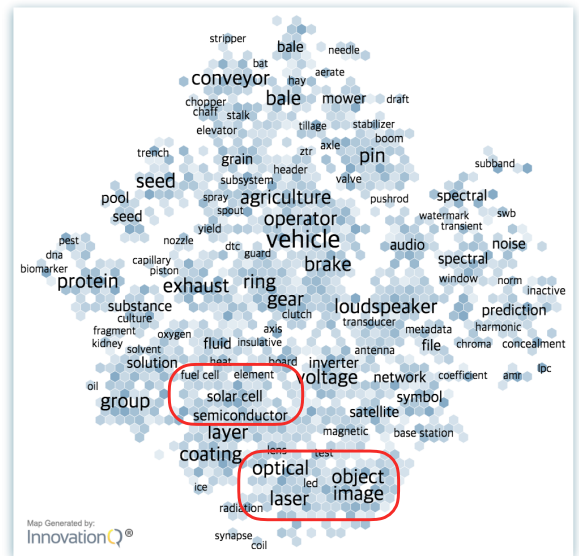 stripper
bale
needle
bat
aerate
conveyor
hay
bale
mower
draft
chopper
chaff
stalk
elevator
tillage
stabilizer
boom
axle
ztr
trench
grain
pin
header
subband
seed
subsystem
valve
pool
spray
agriculture
pushrod
spectral
seed
spout
operator
watermark
swb
transient
yield
vehicle
pest
nozzle
dtc
guard
audio
noise
dna
capillary
brake
spectral
biomarker
piston
protein
exhaust
ring
window
norm
inactive
substance
gear
loudspeaker
culture
clutch
prediction
transducer
fragment
oxygen
axis
metadata
harmonic
kidney
fluid
insulative
file
chroma
concealment
solvent
antenna
solution
heat
board
inverter
lpc
fuel cell
element
voltage
network
coefficient
amr
oil
solar cell
symbol
group
semiconductor
satellite
layer
magnetic
base station
coating
lens
test
optical
object
led
ice
laser
image
radiation
Map Generated by:
InnovationQ®
synapse
coil